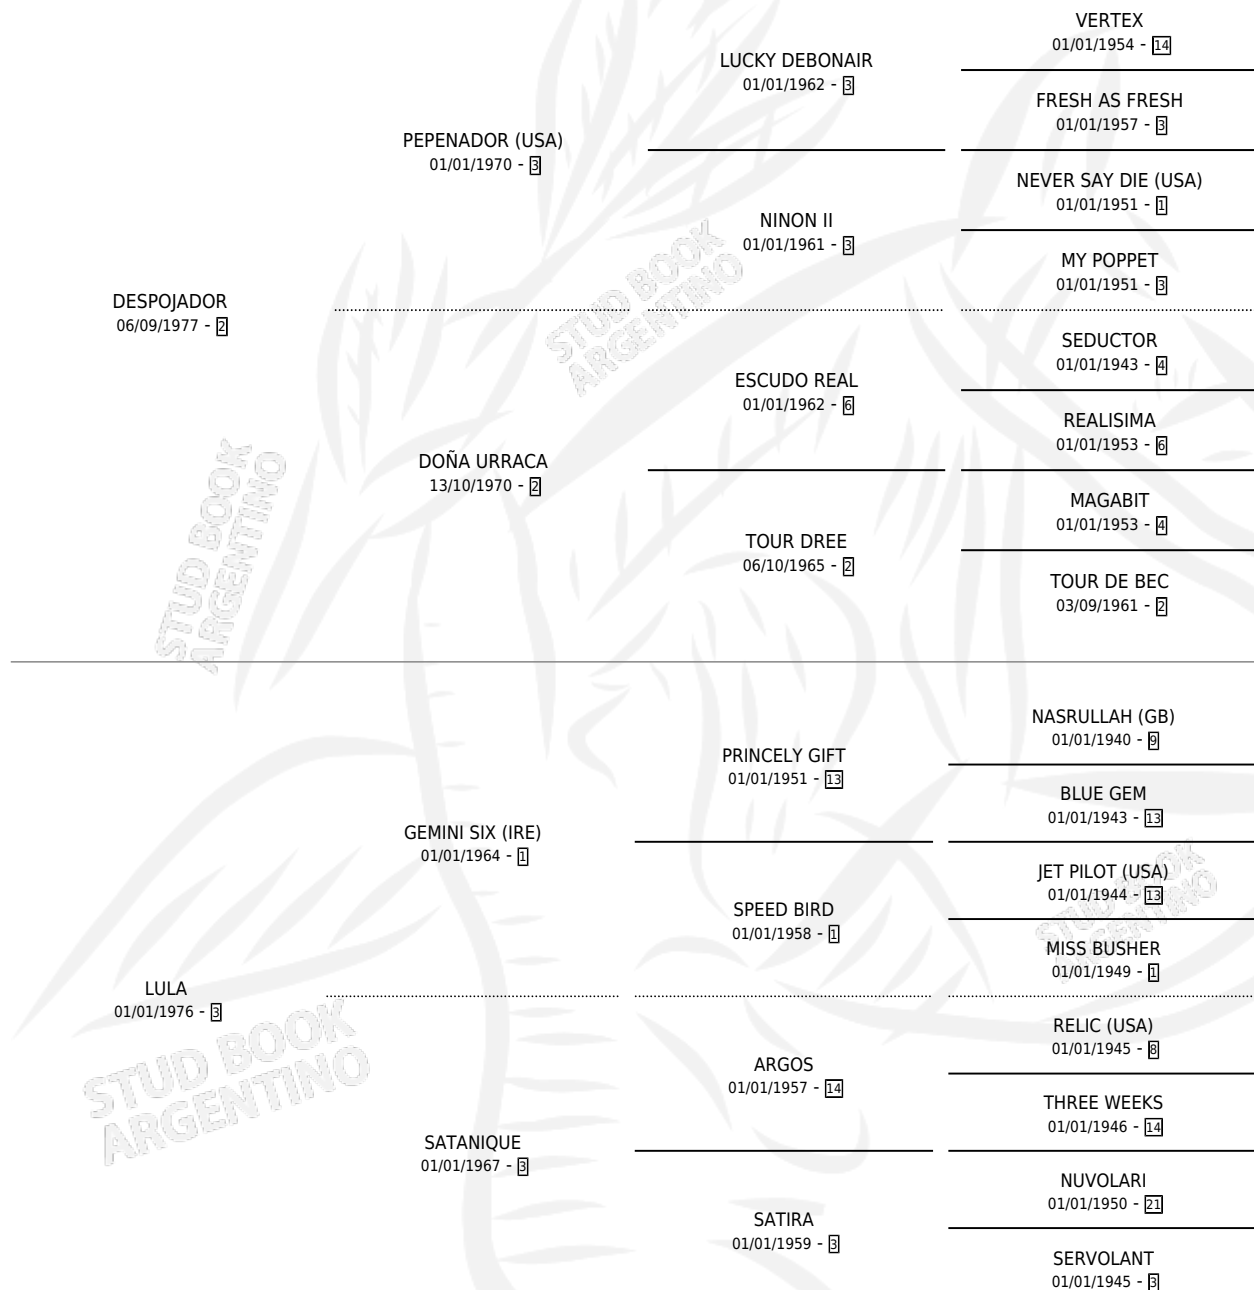 VERTEX
01/01/1954 - 14
LUCKY DEBONAIR
01/01/1962 - 3
FRESH AS FRESH
01/01/1957 - 3
PEPENADOR (USA)
01/01/1970 - 3
NEVER SAY DIE (USA)
01/01/1951 - 1
NINON II
01/01/1961 - 3
MY POPPET
01/01/1951 - 3
DESPOJADOR
06/09/1977 - 2
STUD BOOK
ARGENTINO
SEDUCTOR
01/01/1943 - 4
ESCUDO REAL
01/01/1962 - 6
REALISIMA
01/01/1953 - 6
DOÑA URRACA
13/10/1970 - 2
MAGABIT
01/01/1953 - 4
TOUR DREE
06/10/1965 - 2
TOUR DE BEC
03/09/1961 - 2
STUD BOOK
ARGENTINO
NASRULLAH (GB)
01/01/1940 - 9
PRINCELY GIFT
01/01/1951 - 13
BLUE GEM
01/01/1943 - 13
GEMINI SIX (IRE)
01/01/1964 - 1
JET PILOT (USA)
01/01/1944 - 13
SPEED BIRD
01/01/1958 - 1
STUD BOOK
ARGENTINO
MISS BUSHER
01/01/1949 - 1
LULA
01/01/1976 - 3
STUD BOOK
ARGENTINO
RELIC (USA)
01/01/1945 - 8
ARGOS
01/01/1957 - 14
THREE WEEKS
01/01/1946 - 14
SATANIQUE
01/01/1967 - 3
NUVOLARI
01/01/1950 - 21
SATIRA
01/01/1959 - 3
SERVOLANT
01/01/1945 - 3